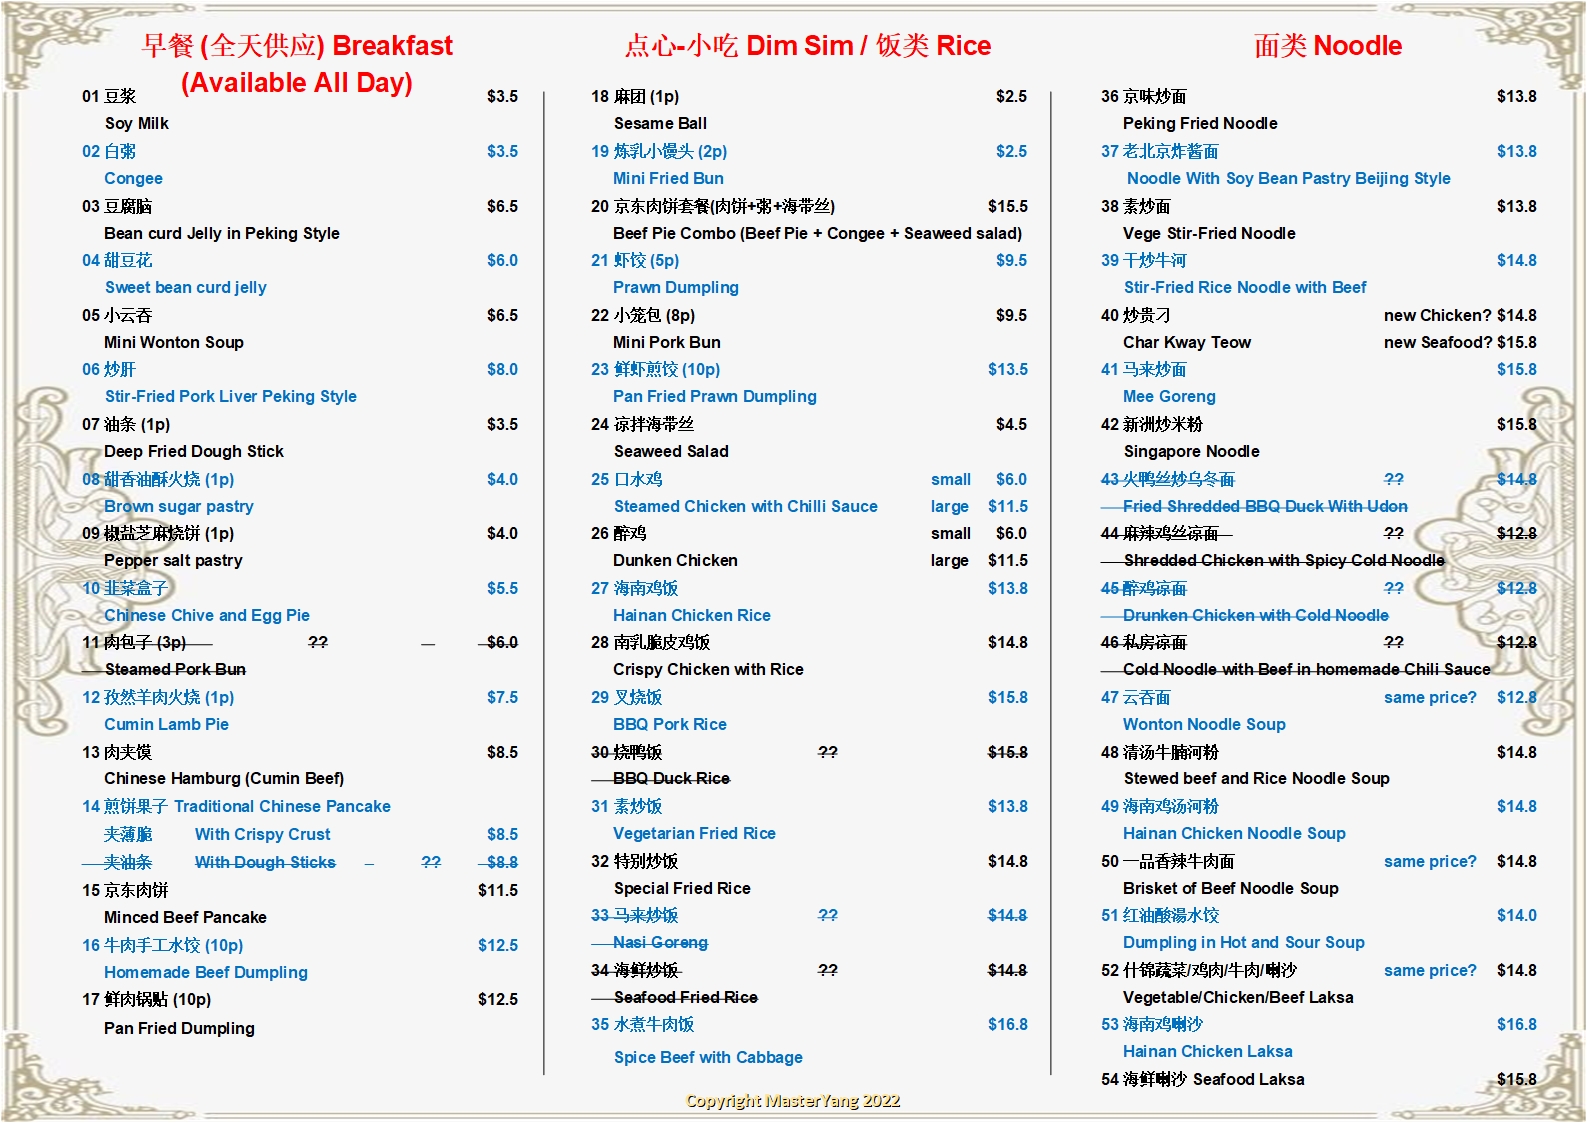 早餐 (全天供应) Breakfast
(Available All Day)
01 豆浆 $3.5
Soy Milk
02 白粥 $3.5
Congee
03 豆腐脑 $6.5
Bean curd Jelly in Peking Style
04 甜豆花 $6.0
Sweet bean curd jelly
05 小云吞 $6.5
Mini Wonton Soup
06 炒肝 $8.0
Stir-Fried Pork Liver Peking Style
07 油条 (1p) $3.5
Deep Fried Dough Stick
08 甜香油酥火烧 (1p) $4.0
Brown sugar pastry
09 椒盐芝麻烧饼 (1p) $4.0
Pepper salt pastry
10 韭菜盒子 $5.5
Chinese Chive and Egg Pie
11 肉包子 (3p) ?? $6.0
Steamed Pork Bun
12 孜然羊肉火烧 (1p) $7.5
Cumin Lamb Pie
13 肉夹馍 $8.5
Chinese Hamburg (Cumin Beef)
14 煎饼果子 Traditional Chinese Pancake
夹薄脆 With Crispy Crust $8.5
夹油条 With Dough Sticks ?? $8.8
15 京东肉饼 $11.5
Minced Beef Pancake
16 牛肉手工水饺 (10p) $12.5
Homemade Beef Dumpling
17 鲜肉锅贴 (10p) $12.5
Pan Fried Dumpling
点心-小吃 Dim Sim / 饭类 Rice
18 麻团 (1p) $2.5
Sesame Ball
19 炼乳小馒头 (2p) $2.5
Mini Fried Bun
20 京东肉饼套餐(肉饼+粥+海带丝) $15.5
Beef Pie Combo (Beef Pie + Congee + Seaweed salad)
21 虾饺 (5p) $9.5
Prawn Dumpling
22 小笼包 (8p) $9.5
Mini Pork Bun
23 鲜虾煎饺 (10p) $13.5
Pan Fried Prawn Dumpling
24 凉拌海带丝 $4.5
Seaweed Salad
25 口水鸡 small $6.0
Steamed Chicken with Chilli Sauce large $11.5
26 醉鸡 small $6.0
Dunken Chicken large $11.5
27 海南鸡饭 $13.8
Hainan Chicken Rice
28 南乳脆皮鸡饭 $14.8
Crispy Chicken with Rice
29 叉烧饭 $15.8
BBQ Pork Rice
30 烧鸭饭 ?? $15.8
BBQ Duck Rice
31 素炒饭 $13.8
Vegetarian Fried Rice
32 特别炒饭 $14.8
Special Fried Rice
33 马来炒饭 ?? $14.8
Nasi Goreng
34 海鲜炒饭 ?? $14.8
Seafood Fried Rice
35 水煮牛肉饭 $16.8
Spice Beef with Cabbage
面类 Noodle
36 京味炒面 $13.8
Peking Fried Noodle
37 老北京炸酱面 $13.8
Noodle With Soy Bean Pastry Beijing Style
38 素炒面 $13.8
Vege Stir-Fried Noodle
39 干炒牛河 $14.8
Stir-Fried Rice Noodle with Beef
40 炒贵刁 new Chicken? $14.8
Char Kway Teow new Seafood? $15.8
41 马来炒面 $15.8
Mee Goreng
42 新洲炒米粉 $15.8
Singapore Noodle
43 火鸭丝炒乌冬面 ?? $14.8
Fried Shredded BBQ Duck With Udon
44 麻辣鸡丝凉面 ?? $12.8
Shredded Chicken with Spicy Cold Noodle
45 醉鸡凉面 ?? $12.8
Drunken Chicken with Cold Noodle
46 私房凉面 ?? $12.8
Cold Noodle with Beef in homemade Chili Sauce
47 云吞面 same price? $12.8
Wonton Noodle Soup
48 清汤牛腩河粉 $14.8
Stewed beef and Rice Noodle Soup
49 海南鸡汤河粉 $14.8
Hainan Chicken Noodle Soup
50 一品香辣牛肉面 same price? $14.8
Brisket of Beef Noodle Soup
51 红油酸湯水饺 $14.0
Dumpling in Hot and Sour Soup
52 什锦蔬菜/鸡肉/牛肉/喇沙 same price? $14.8
Vegetable/Chicken/Beef Laksa
53 海南鸡喇沙 $16.8
Hainan Chicken Laksa
54 海鲜喇沙 Seafood Laksa $15.8
Copyright MasterYang 2022